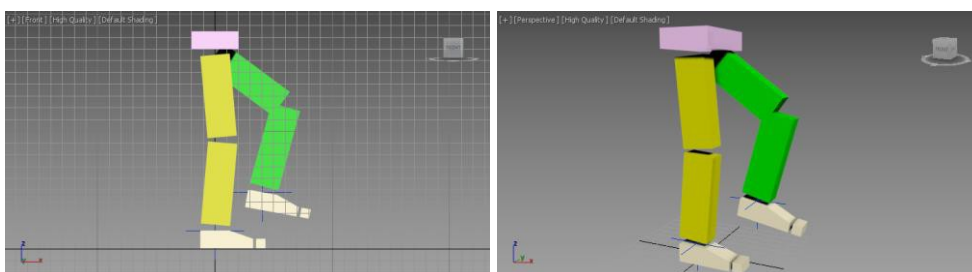 [+] [Front] [High Quality] [Default Shading]
[+] [Perspective] [High Quality] [Default Shading]
z
x
z
x